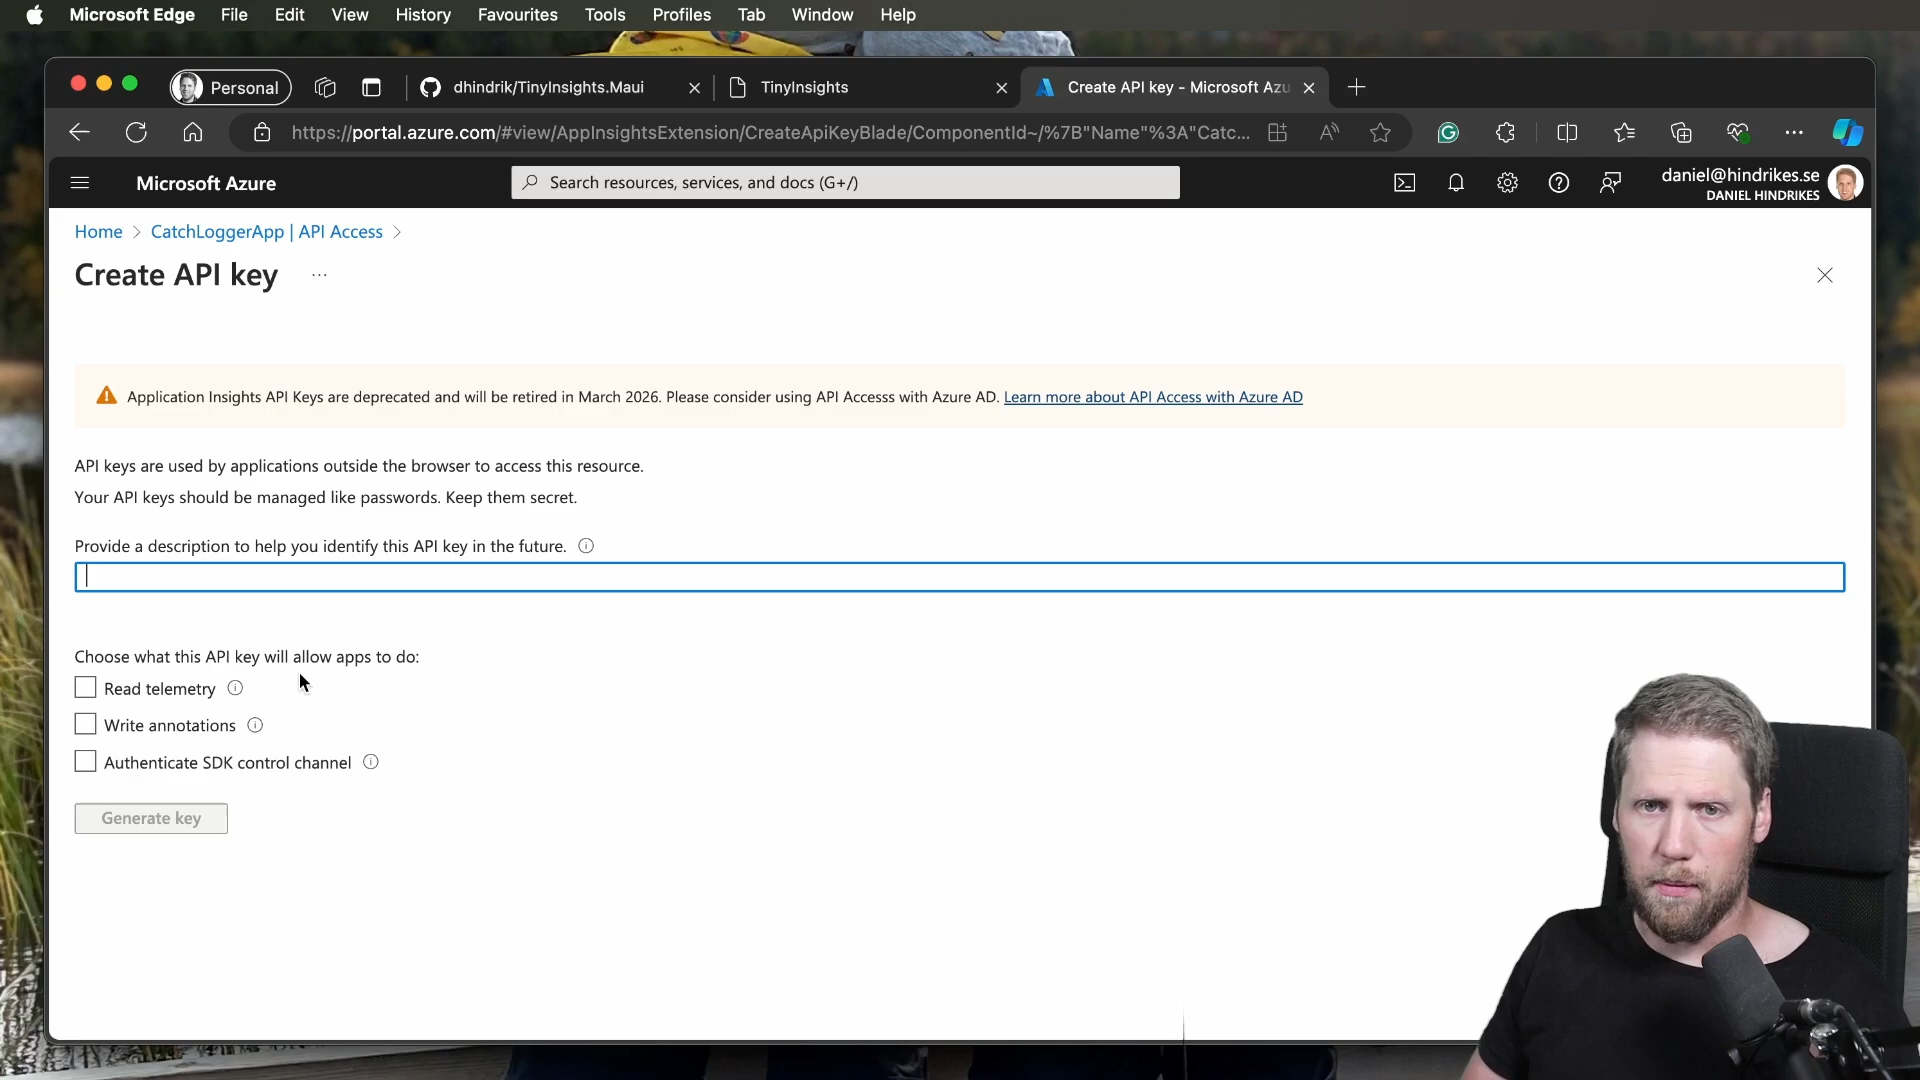 Microsoft Edge File Edit View History Favourites Tools Profiles Tab Window Help
Personal dhindrik/TinyInsights.Maui TinyInsights Create API key - Microsoft Azu
https://portal.azure.com/#view/AppInsightsExtension/CreateApiKeyBlade/ComponentId~/%7B"Name"%3A"Catc...
Microsoft Azure Search resources, services, and docs (G+/) daniel@hindrikes.se
DANIEL HINDRIKES
Home > CatchLoggerApp | API Access >
Create API key ...
Application Insights API Keys are deprecated and will be retired in March 2026. Please consider using API Accesss with Azure AD. Learn more about API Access with Azure AD
API keys are used by applications outside the browser to access this resource.
Your API keys should be managed like passwords. Keep them secret.
Provide a description to help you identify this API key in the future.
Choose what this API key will allow apps to do:
Read telemetry
Write annotations
Authenticate SDK control channel
Generate key